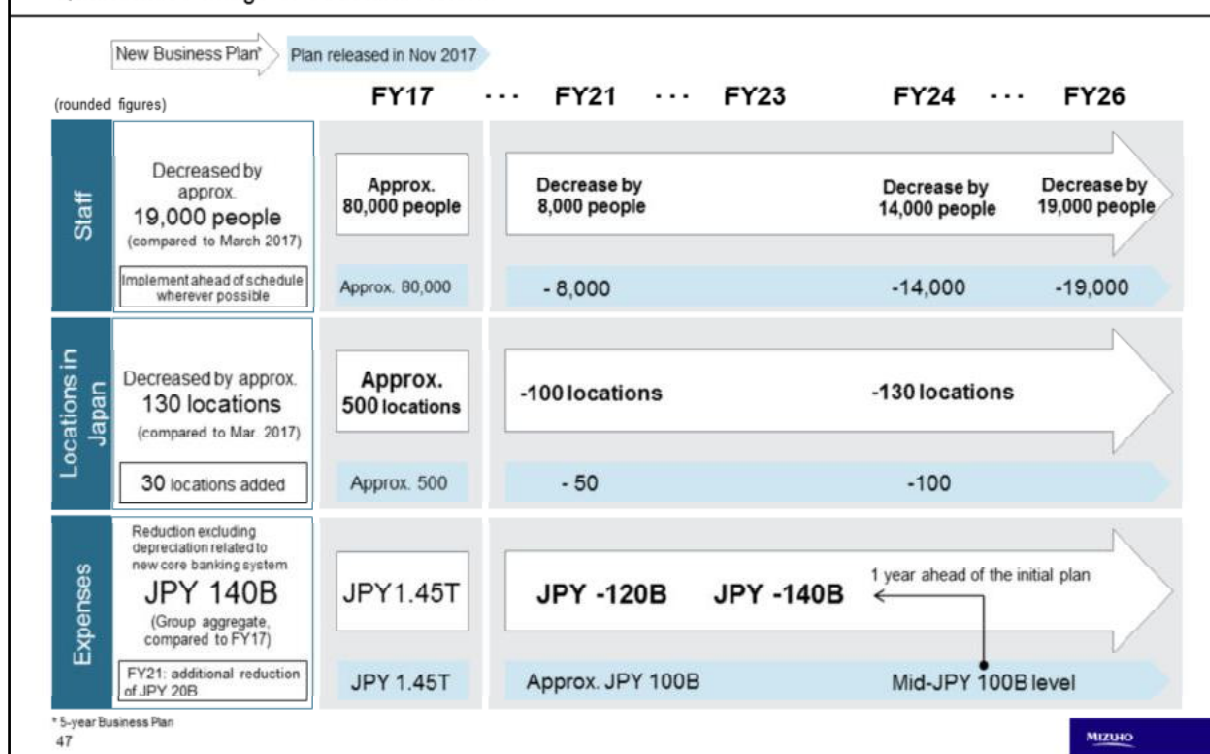 New Business Plan*
Plan released in Nov 2017
(rounded figures)
FY17 ··· FY21 ··· FY23 FY24 ··· FY26
Staff
Decreased by
approx.
19,000 people
(compared to March 2017)
Implement ahead of schedule
wherever possible
Approx.
80,000 people
Decrease by
8,000 people
Decrease by
14,000 people
Decrease by
19,000 people
Approx. 80,000
- 8,000
-14,000
-19,000
Locations in
Japan
Decreased by approx.
130 locations
(compared to Mar. 2017)
30 locations added
Approx.
500 locations
-100 locations
-130 locations
Approx. 500
- 50
-100
Expenses
Reduction excluding
depreciation related to
new core banking system
JPY 140B
(Group aggregate,
compared to FY17)
FY21: additional reduction
of JPY 20B
JPY 1.45T
JPY -120B
JPY -140B
1 year ahead of the initial plan
JPY 1.45T
Approx. JPY 100B
Mid-JPY 100B level
* 5-year Business Plan
47
MIZUHO